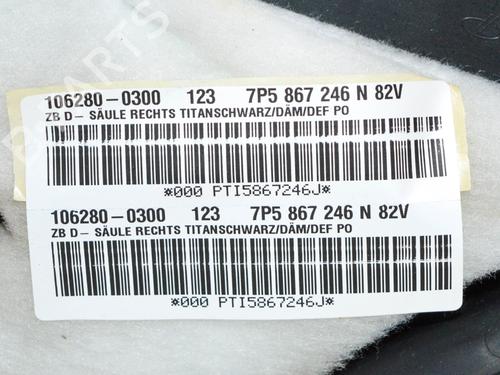 106280-0300 123 7P5 867 246 N 82V
ZB D- SÄULE RECHTS TITANSCHWARZ/DÄM/DEF PO
*000 PTI5867246J*
106280-0300 123 7P5 867 246 N 82V
ZB D- SÄULE RECHTS TITANSCHWARZ/DÄM/DEF PO
*000 PTI5867246J*